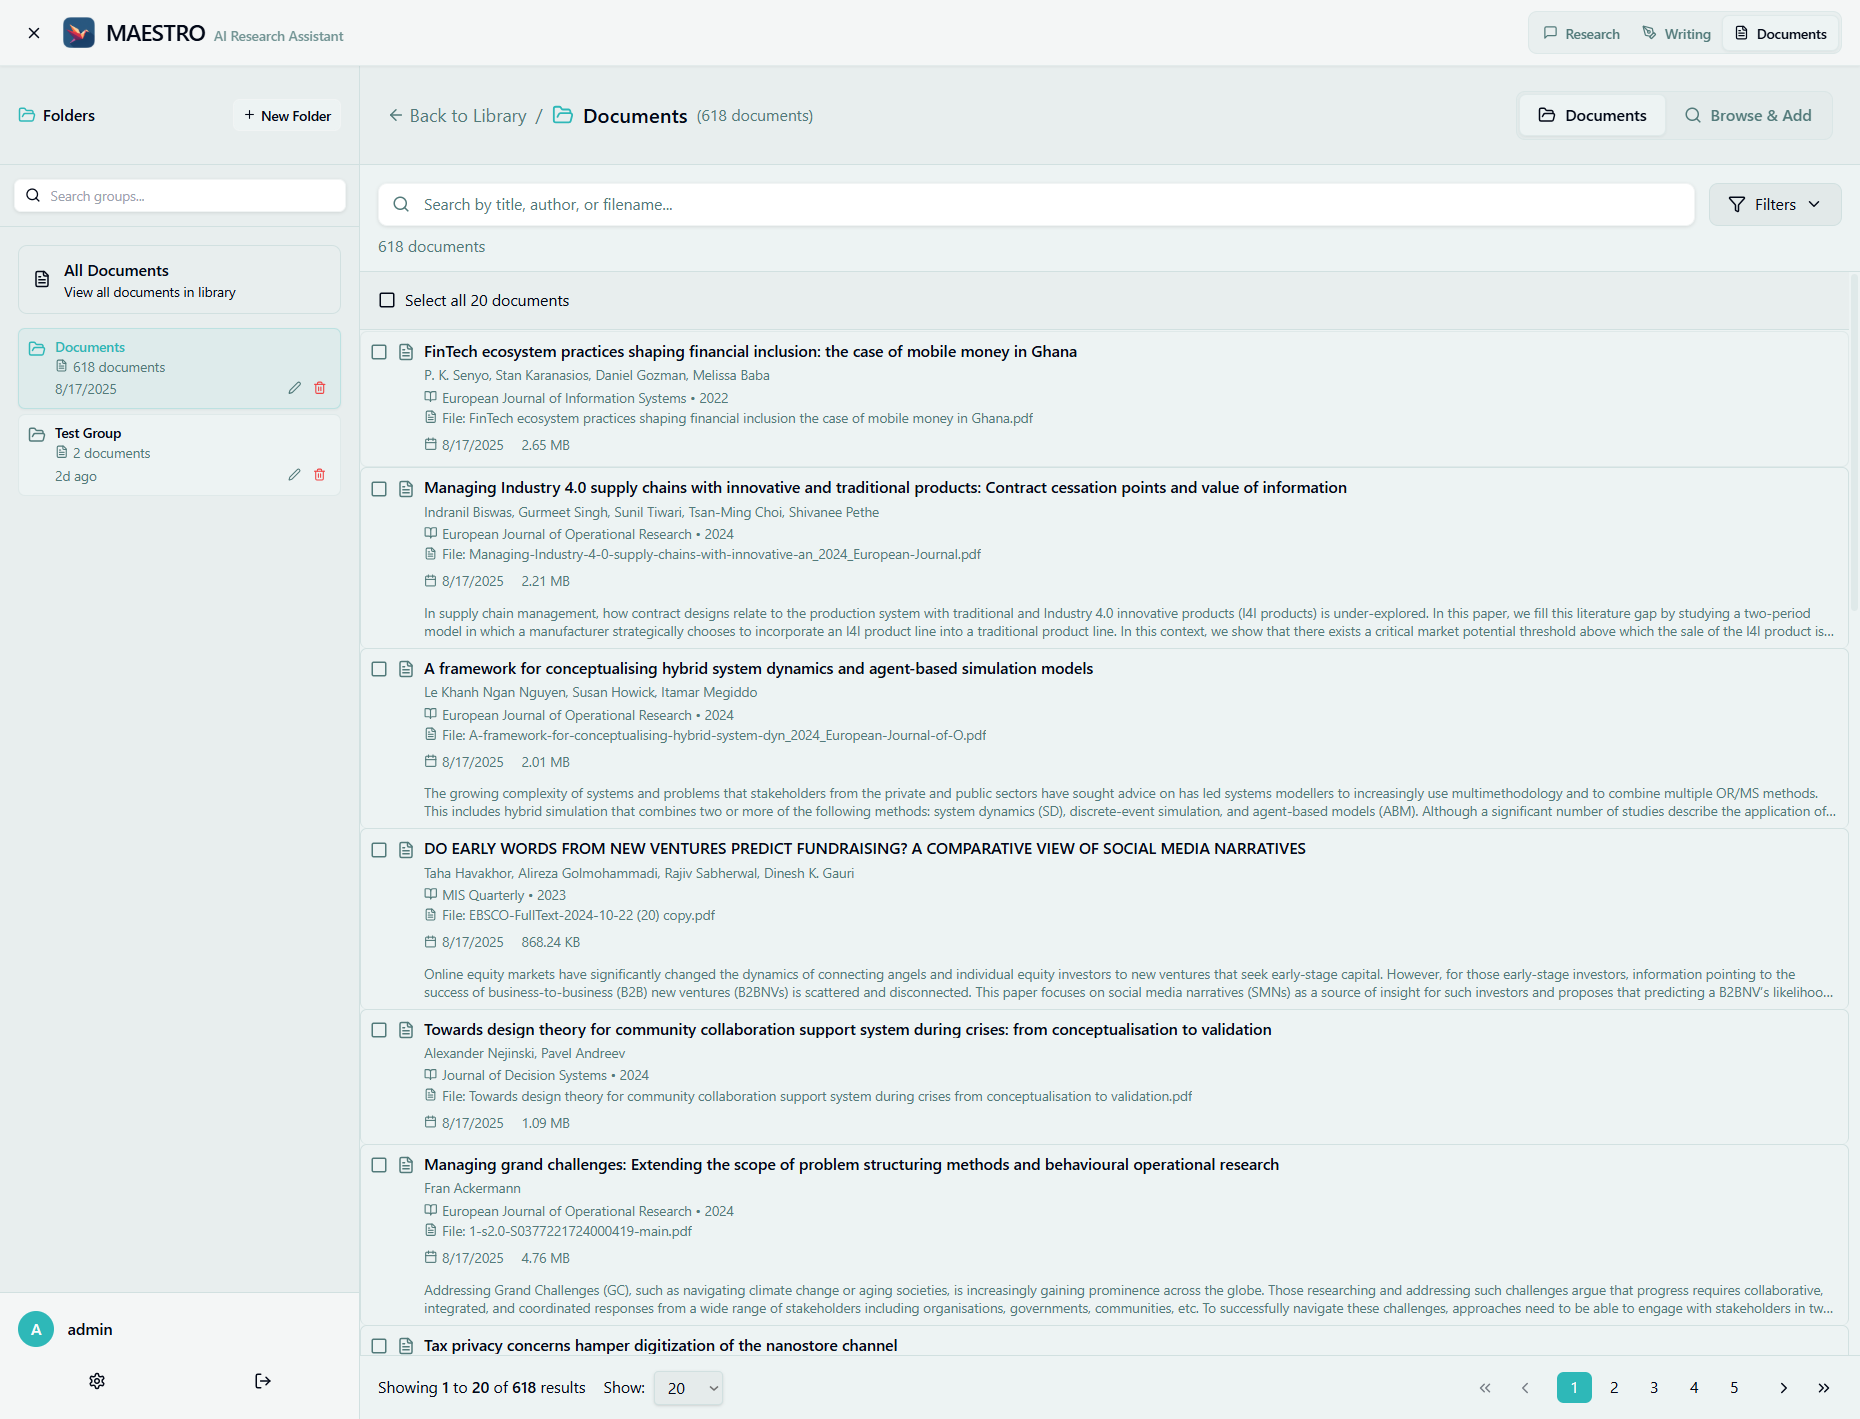 MAESTRO AI Research Assistant
Research Writing Documents
Folders
+ New Folder
Search groups...
All Documents
View all documents in library
Documents
618 documents
8/17/2025
Test Group
2 documents
2d ago
A admin
← Back to Library / Documents (618 documents)
Documents Browse & Add
Search by title, author, or filename...
Filters
618 documents
Select all 20 documents
FinTech ecosystem practices shaping financial inclusion: the case of mobile money in Ghana
P. K. Senyo, Stan Karanasios, Daniel Gozman, Melissa Baba
European Journal of Information Systems • 2022
File: FinTech ecosystem practices shaping financial inclusion the case of mobile money in Ghana.pdf
8/17/2025 2.65 MB
Managing Industry 4.0 supply chains with innovative and traditional products: Contract cessation points and value of information
Indranil Biswas, Gurmeet Singh, Sunil Tiwari, Tsan-Ming Choi, Shivanee Pethe
European Journal of Operational Research • 2024
File: Managing-Industry-4-0-supply-chains-with-innovative-an_2024_European-Journal.pdf
8/17/2025 2.21 MB
In supply chain management, how contract designs relate to the production system with traditional and Industry 4.0 innovative products (I4I products) is under-explored. In this paper, we fill this literature gap by studying a two-period
model in which a manufacturer strategically chooses to incorporate an I4I product line into a traditional product line. In this context, we show that there exists a critical market potential threshold above which the sale of the I4I product is...
A framework for conceptualising hybrid system dynamics and agent-based simulation models
Le Khanh Ngan Nguyen, Susan Howick, Itamar Megiddo
European Journal of Operational Research • 2024
File: A-framework-for-conceptualising-hybrid-system-dyn_2024_European-Journal-of-O.pdf
8/17/2025 2.01 MB
The growing complexity of systems and problems that stakeholders from the private and public sectors have sought advice on has led systems modellers to increasingly use multimethodology and to combine multiple OR/MS methods.
This includes hybrid simulation that combines two or more of the following methods: system dynamics (SD), discrete-event simulation, and agent-based models (ABM). Although a significant number of studies describe the application of...
DO EARLY WORDS FROM NEW VENTURES PREDICT FUNDRAISING? A COMPARATIVE VIEW OF SOCIAL MEDIA NARRATIVES
Taha Havakhor, Alireza Golmohammadi, Rajiv Sabherwal, Dinesh K. Gauri
MIS Quarterly • 2023
File: EBSCO-FullText-2024-10-22 (20) copy.pdf
8/17/2025 868.24 KB
Online equity markets have significantly changed the dynamics of connecting angels and individual equity investors to new ventures that seek early-stage capital. However, for those early-stage investors, information pointing to the
success of business-to-business (B2B) new ventures (B2BNVs) is scattered and disconnected. This paper focuses on social media narratives (SMNs) as a source of insight for such investors and proposes that predicting a B2BNV's likelihoo...
Towards design theory for community collaboration support system during crises: from conceptualisation to validation
Alexander Nejinski, Pavel Andreev
Journal of Decision Systems • 2024
File: Towards design theory for community collaboration support system during crises from conceptualisation to validation.pdf
8/17/2025 1.09 MB
Managing grand challenges: Extending the scope of problem structuring methods and behavioural operational research
Fran Ackermann
European Journal of Operational Research • 2024
File: 1-s2.0-S0377221724000419-main.pdf
8/17/2025 4.76 MB
Addressing Grand Challenges (GC), such as navigating climate change or aging societies, is increasingly gaining prominence across the globe. Those researching and addressing such challenges argue that progress requires collaborative,
integrated, and coordinated responses from a wide range of stakeholders including organisations, governments, communities, etc. To successfully navigate these challenges, approaches need to be able to engage with stakeholders in tw...
Tax privacy concerns hamper digitization of the nanostore channel
Showing 1 to 20 of 618 results Show: 20
« ‹ 1 2 3 4 5 › »